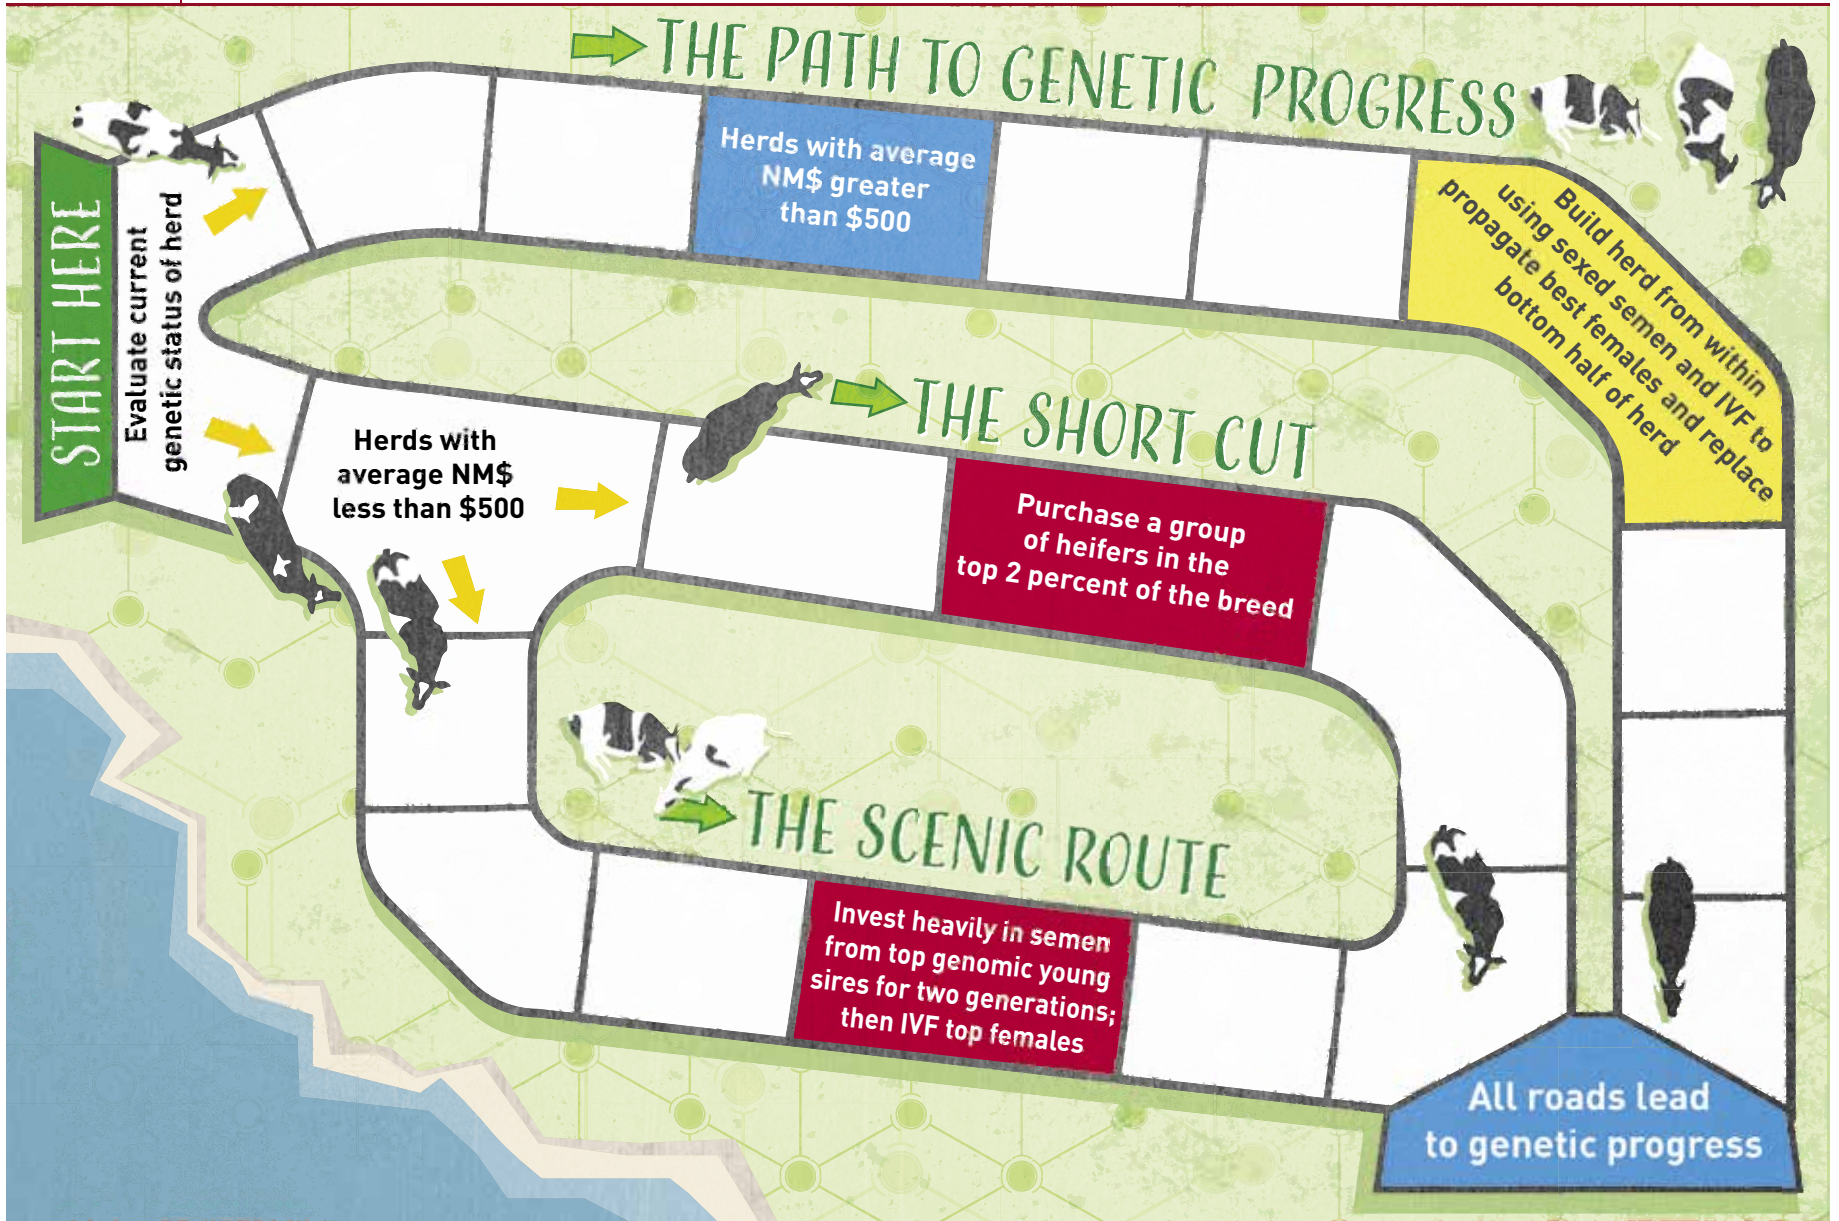 THE PATH TO GENETIC PROGRESS
START HERE
Evaluate current
genetic status of herd
Herds with average
NM$ greater
than $500
Build herd from within
using sexed semen and IVF to
propagate best females and replace
bottom half of herd
THE SHORT CUT
Herds with
average NM$
less than $500
Purchase a group
of heifers in the
top 2 percent of the breed
THE SCENIC ROUTE
Invest heavily in semen
from top genomic young
sires for two generations;
then IVF top females
All roads lead
to genetic progress